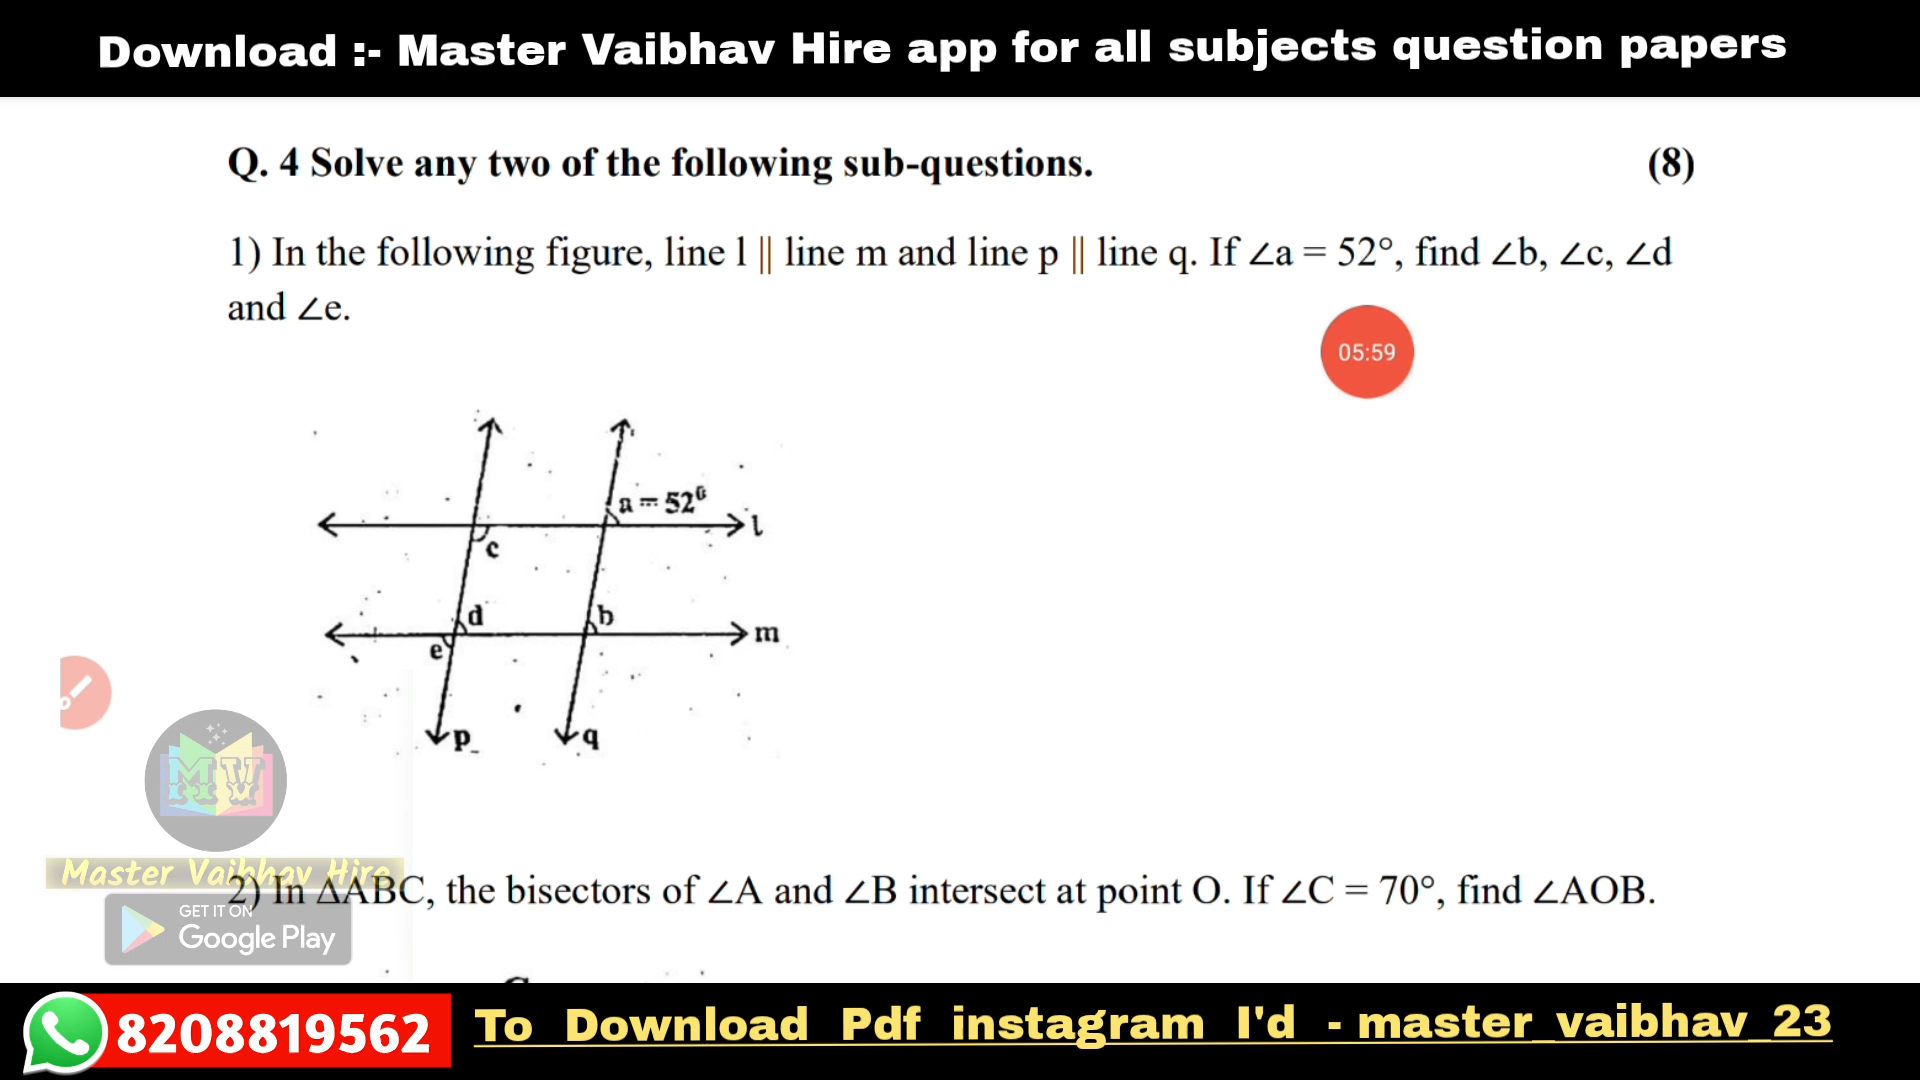 Download :- Master Vaibhav Hire app for all subjects question papers
Q. 4 Solve any two of the following sub-questions. (8)
1) In the following figure, line l || line m and line p || line q. If ∠a = 52°, find ∠b, ∠c, ∠d
and ∠e.
05:59
a = 52°
l
c
d
b
e
m
p
q
MW
Master Vaibhav Hire
2) In ΔABC, the bisectors of ∠A and ∠B intersect at point O. If ∠C = 70°, find ∠AOB.
GET IT ON
Google Play
8208819562
To Download Pdf instagram I'd - master_vaibhav_23